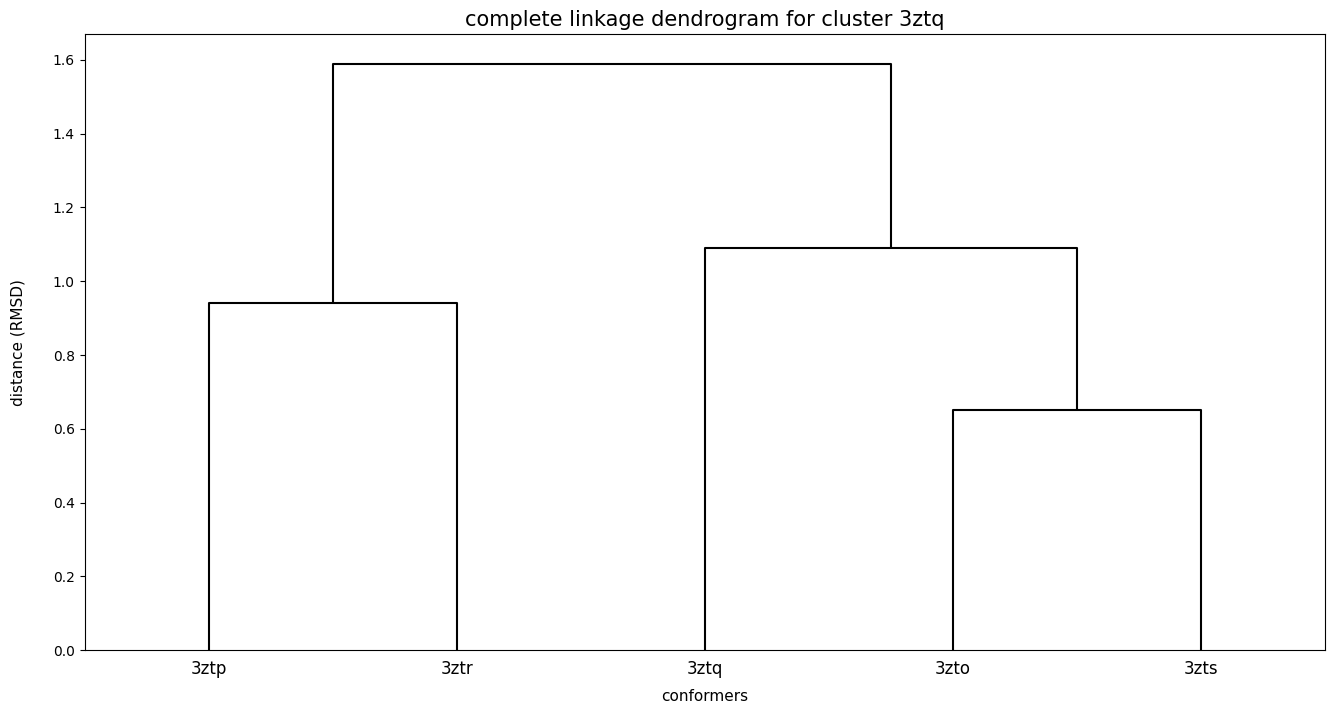 complete linkage dendrogram for cluster 3ztq
1.6
1.4
1.2
1.0
0.8
0.6
0.4
0.2
0.0
distance (RMSD)
3ztp 3ztr 3ztq 3zto 3zts
conformers